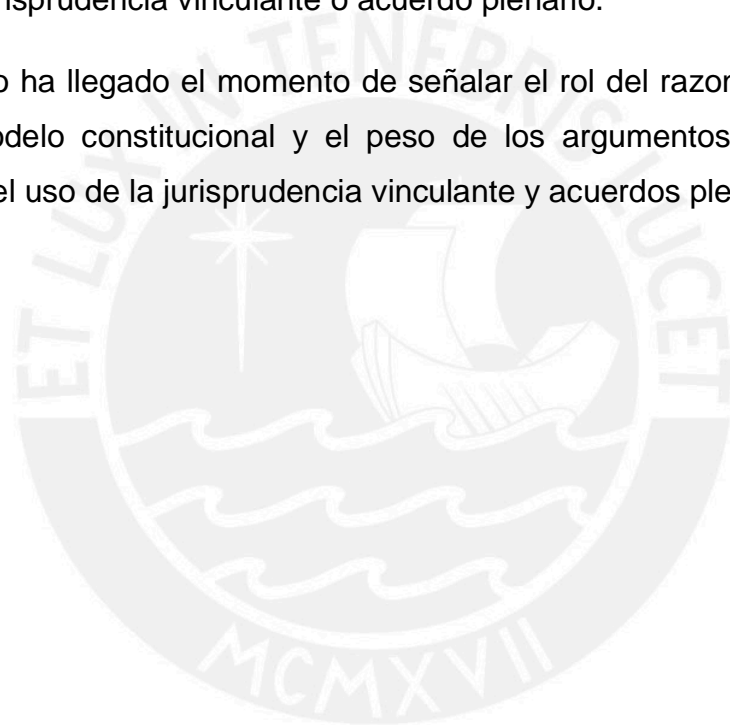 risprudencia vinculante o acuerdo plenario.
o ha llegado el momento de señalar el rol del razon
odelo constitucional y el peso de los argumentos
el uso de la jurisprudencia vinculante y acuerdos ple
ET LUX IN TENEBRIS LUCET
MCMXVII